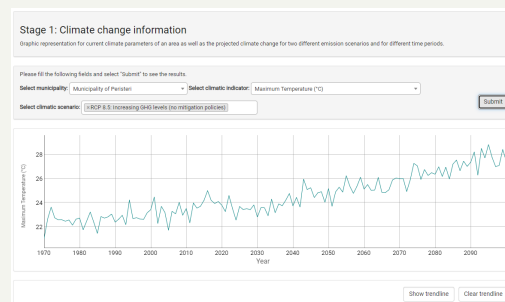 Stage 1: Climate change information
Graphic representation for current climate parameters of an area as well as the projected climate change for two different emission scenarios and for different time periods.
Please fill the following fields and select "Submit" to see the results.
Select municipality: Municipality of Peristeri Select climatic indicator: Maximum Temperature (°C)
Select climatic scenario: ×RCP 8.5: Increasing GHG levels (no mitigation policies) Submit
Maximum Temperature (°C)
28
26
24
22
1970 1980 1990 2000 2010 2020 2030 2040 2050 2060 2070 2080 2090
Year
Show trendline Clear trendline